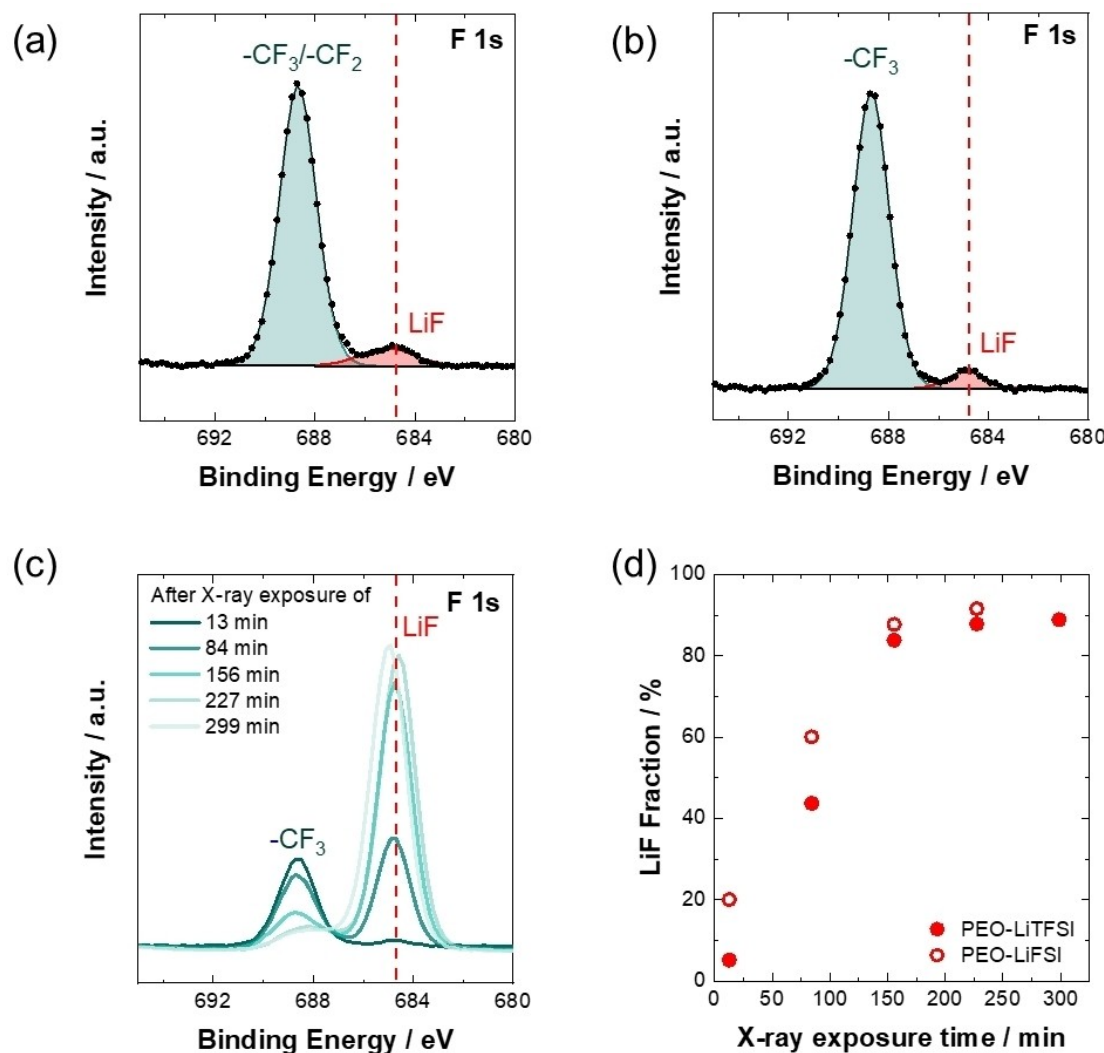 (a)
F 1s
-CF3/-CF2
LiF
Intensity / a.u.
692 688 684 680
Binding Energy / eV
(b)
F 1s
-CF3
LiF
Intensity / a.u.
692 688 684 680
Binding Energy / eV
(c)
After X-ray exposure of
F 1s
13 min
84 min
156 min
227 min
299 min
LiF
-CF3
Intensity / a.u.
692 688 684 680
Binding Energy / eV
(d)
100
80
60
40
20
0
LiF Fraction / %
PEO-LiTFSI
PEO-LiFSI
0 50 100 150 200 250 300
X-ray exposure time / min